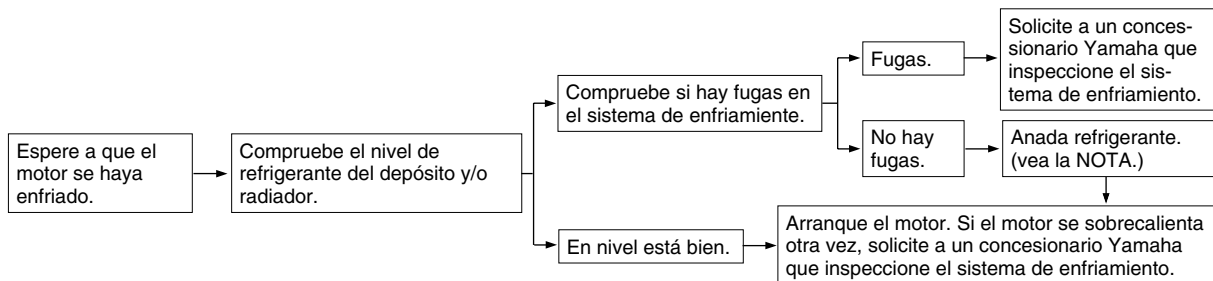 Espere a que el
motor se haya
enfriado.
Compruebe el nivel de
refrigerante del depósito y/o
radiador.
Compruebe si hay fugas en
el sistema de enfriamiente.
Fugas.
Solicite a un conces-
sionario Yamaha que
inspeccione el sis-
tema de enfriamiento.
No hay
fugas.
Anada refrigerante.
(vea la NOTA.)
En nivel está bien.
Arranque el motor. Si el motor se sobrecalienta
otra vez, solicite a un concesionario Yamaha
que inspeccione el sistema de enfriamiento.